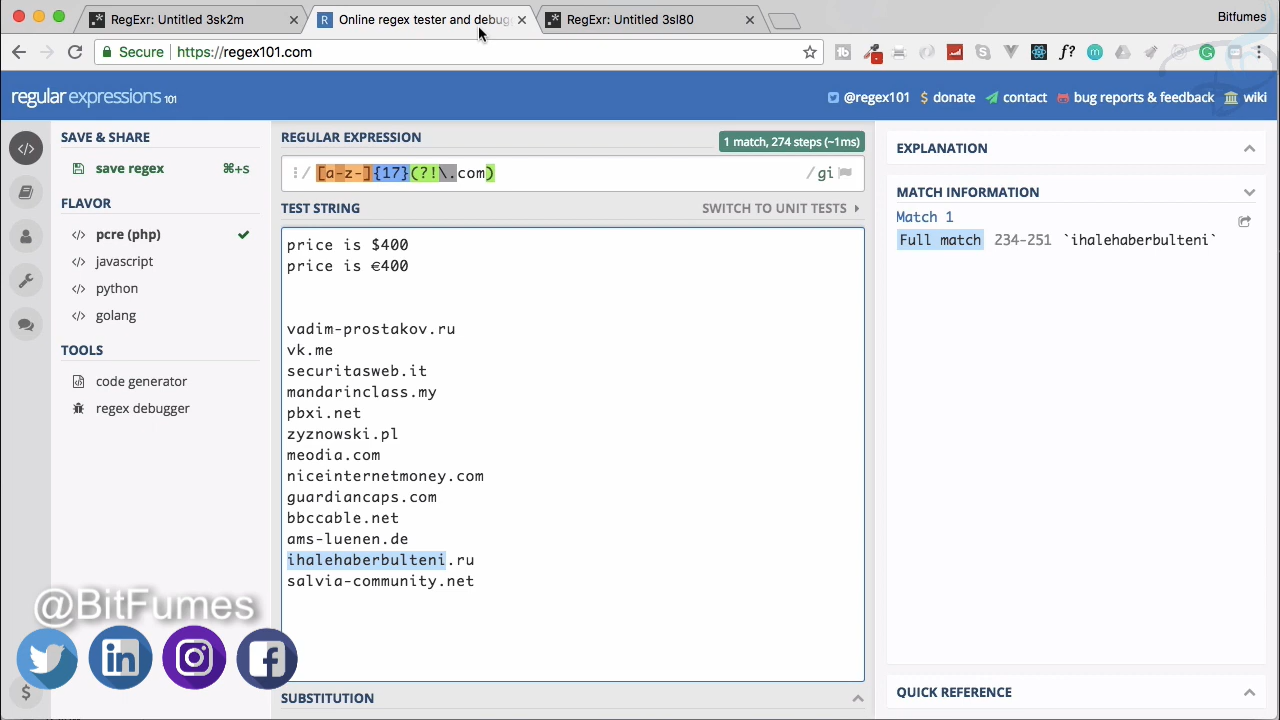 RegExr: Untitled 3sk2m
Online regex tester and debugg
RegExr: Untitled 3sl80
Bitfumes
Secure
https://regex101.com
regular expressions 101
@regex101
$ donate
contact
bug reports & feedback
wiki
SAVE & SHARE
save regex ⌘+S
FLAVOR
</> pcre (php)
</> javascript
</> python
</> golang
TOOLS
code generator
regex debugger
REGULAR EXPRESSION
1 match, 274 steps (~1ms)
/ [a-z-]{17}(?!\.com) / gi
TEST STRING
SWITCH TO UNIT TESTS
price is $400
price is €400
vadim-prostakov.ru
vk.me
securitasweb.it
mandarinclass.my
pbxi.net
zyznowski.pl
meodia.com
niceinternetmoney.com
guardiancaps.com
bbccable.net
ams-luenen.de
ihalehaberbulteni.ru
salvia-community.net
SUBSTITUTION
EXPLANATION
MATCH INFORMATION
Match 1
Full match 234-251 `ihalehaberbulteni`
QUICK REFERENCE
@BitFumes